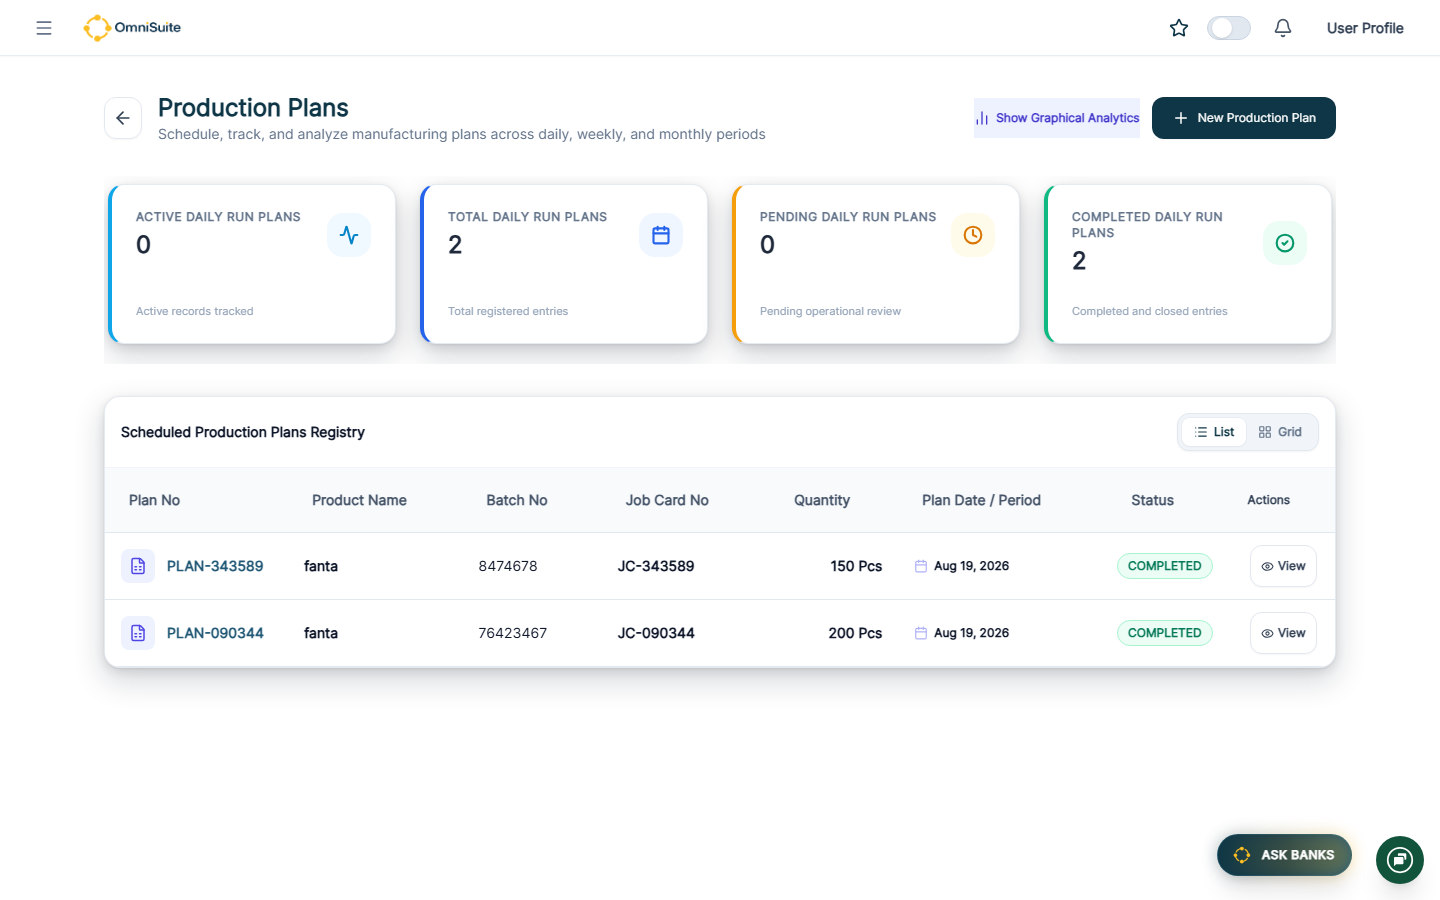 OmniSuite
User Profile
Production Plans
Schedule, track, and analyze manufacturing plans across daily, weekly, and monthly periods
Show Graphical Analytics
New Production Plan
ACTIVE DAILY RUN PLANS
0
Active records tracked
TOTAL DAILY RUN PLANS
2
Total registered entries
PENDING DAILY RUN PLANS
0
Pending operational review
COMPLETED DAILY RUN
PLANS
2
Completed and closed entries
Scheduled Production Plans Registry
List Grid
Plan No Product Name Batch No Job Card No Quantity Plan Date / Period Status Actions
PLAN-343589 fanta 8474678 JC-343589 150 Pcs Aug 19, 2026 COMPLETED View
PLAN-090344 fanta 76423467 JC-090344 200 Pcs Aug 19, 2026 COMPLETED View
ASK BANKS